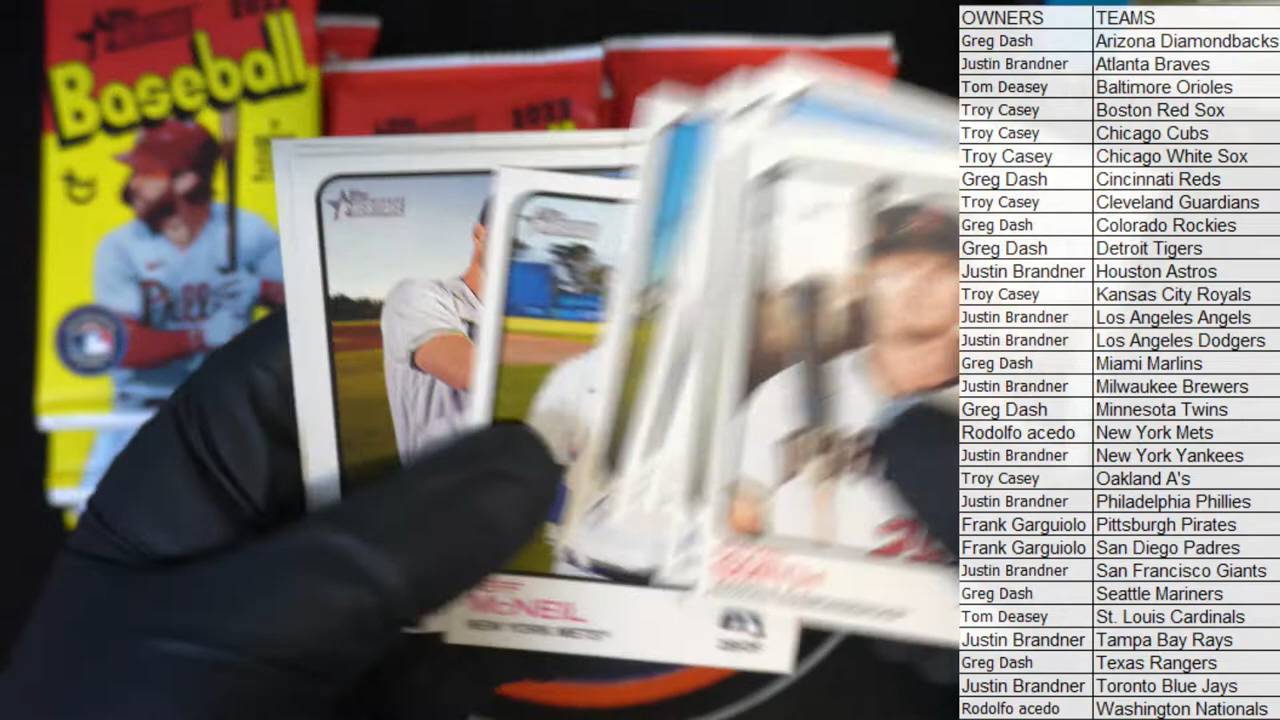 Baseball
McNEIL
NEW YORK METS
OWNERS TEAMS
Greg Dash Arizona Diamondbacks
Justin Brandner Atlanta Braves
Tom Deasey Baltimore Orioles
Troy Casey Boston Red Sox
Troy Casey Chicago Cubs
Troy Casey Chicago White Sox
Greg Dash Cincinnati Reds
Troy Casey Cleveland Guardians
Greg Dash Colorado Rockies
Greg Dash Detroit Tigers
Justin Brandner Houston Astros
Troy Casey Kansas City Royals
Justin Brandner Los Angeles Angels
Justin Brandner Los Angeles Dodgers
Greg Dash Miami Marlins
Justin Brandner Milwaukee Brewers
Greg Dash Minnesota Twins
Rodolfo acedo New York Mets
Justin Brandner New York Yankees
Troy Casey Oakland A's
Justin Brandner Philadelphia Phillies
Frank Garguiolo Pittsburgh Pirates
Frank Garguiolo San Diego Padres
Justin Brandner San Francisco Giants
Greg Dash Seattle Mariners
Tom Deasey St. Louis Cardinals
Justin Brandner Tampa Bay Rays
Greg Dash Texas Rangers
Justin Brandner Toronto Blue Jays
Rodolfo acedo Washington Nationals